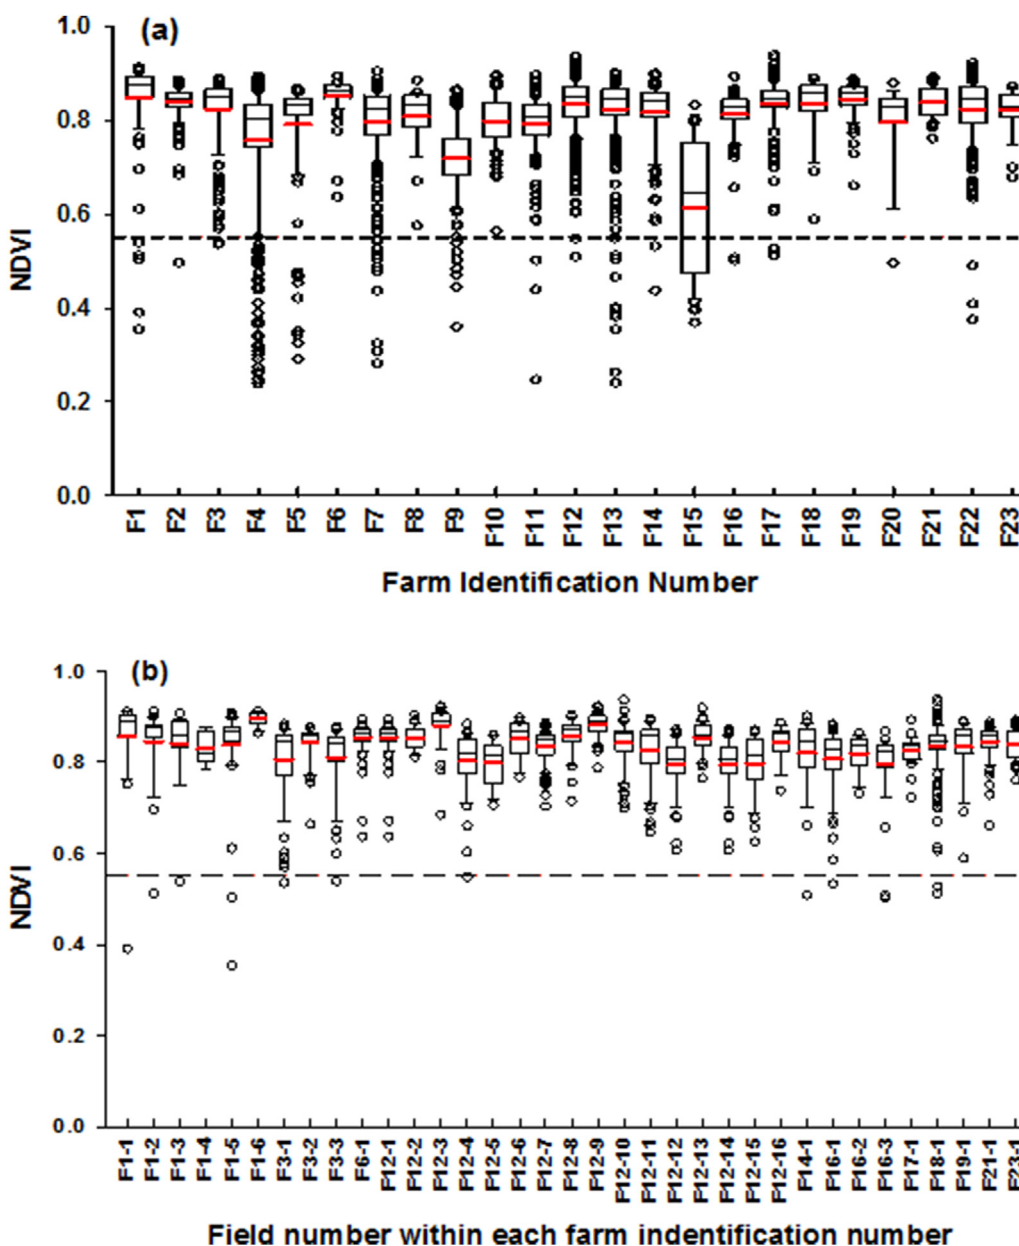 (a)
1.0
0.8
0.6
0.4
0.2
0.0
NDVI
F1 F2 F3 F4 F5 F6 F7 F8 F9 F10 F11 F12 F13 F14 F15 F16 F17 F18 F19 F20 F21 F22 F23
Farm Identification Number
(b)
1.0
0.8
0.6
0.4
0.2
0.0
NDVI
F1-1 F1-2 F1-3 F1-4 F1-5 F1-6 F3-1 F3-2 F3-3 F6-1 F12-1 F12-2 F12-3 F12-4 F12-5 F12-6 F12-7 F12-8 F12-9 F12-10 F12-11 F12-12 F12-13 F12-14 F12-15 F12-16 F14-1 F16-1 F16-2 F16-3 F17-1 F18-1 F19-1 F21-1 F23-1
Field number within each farm indentification number